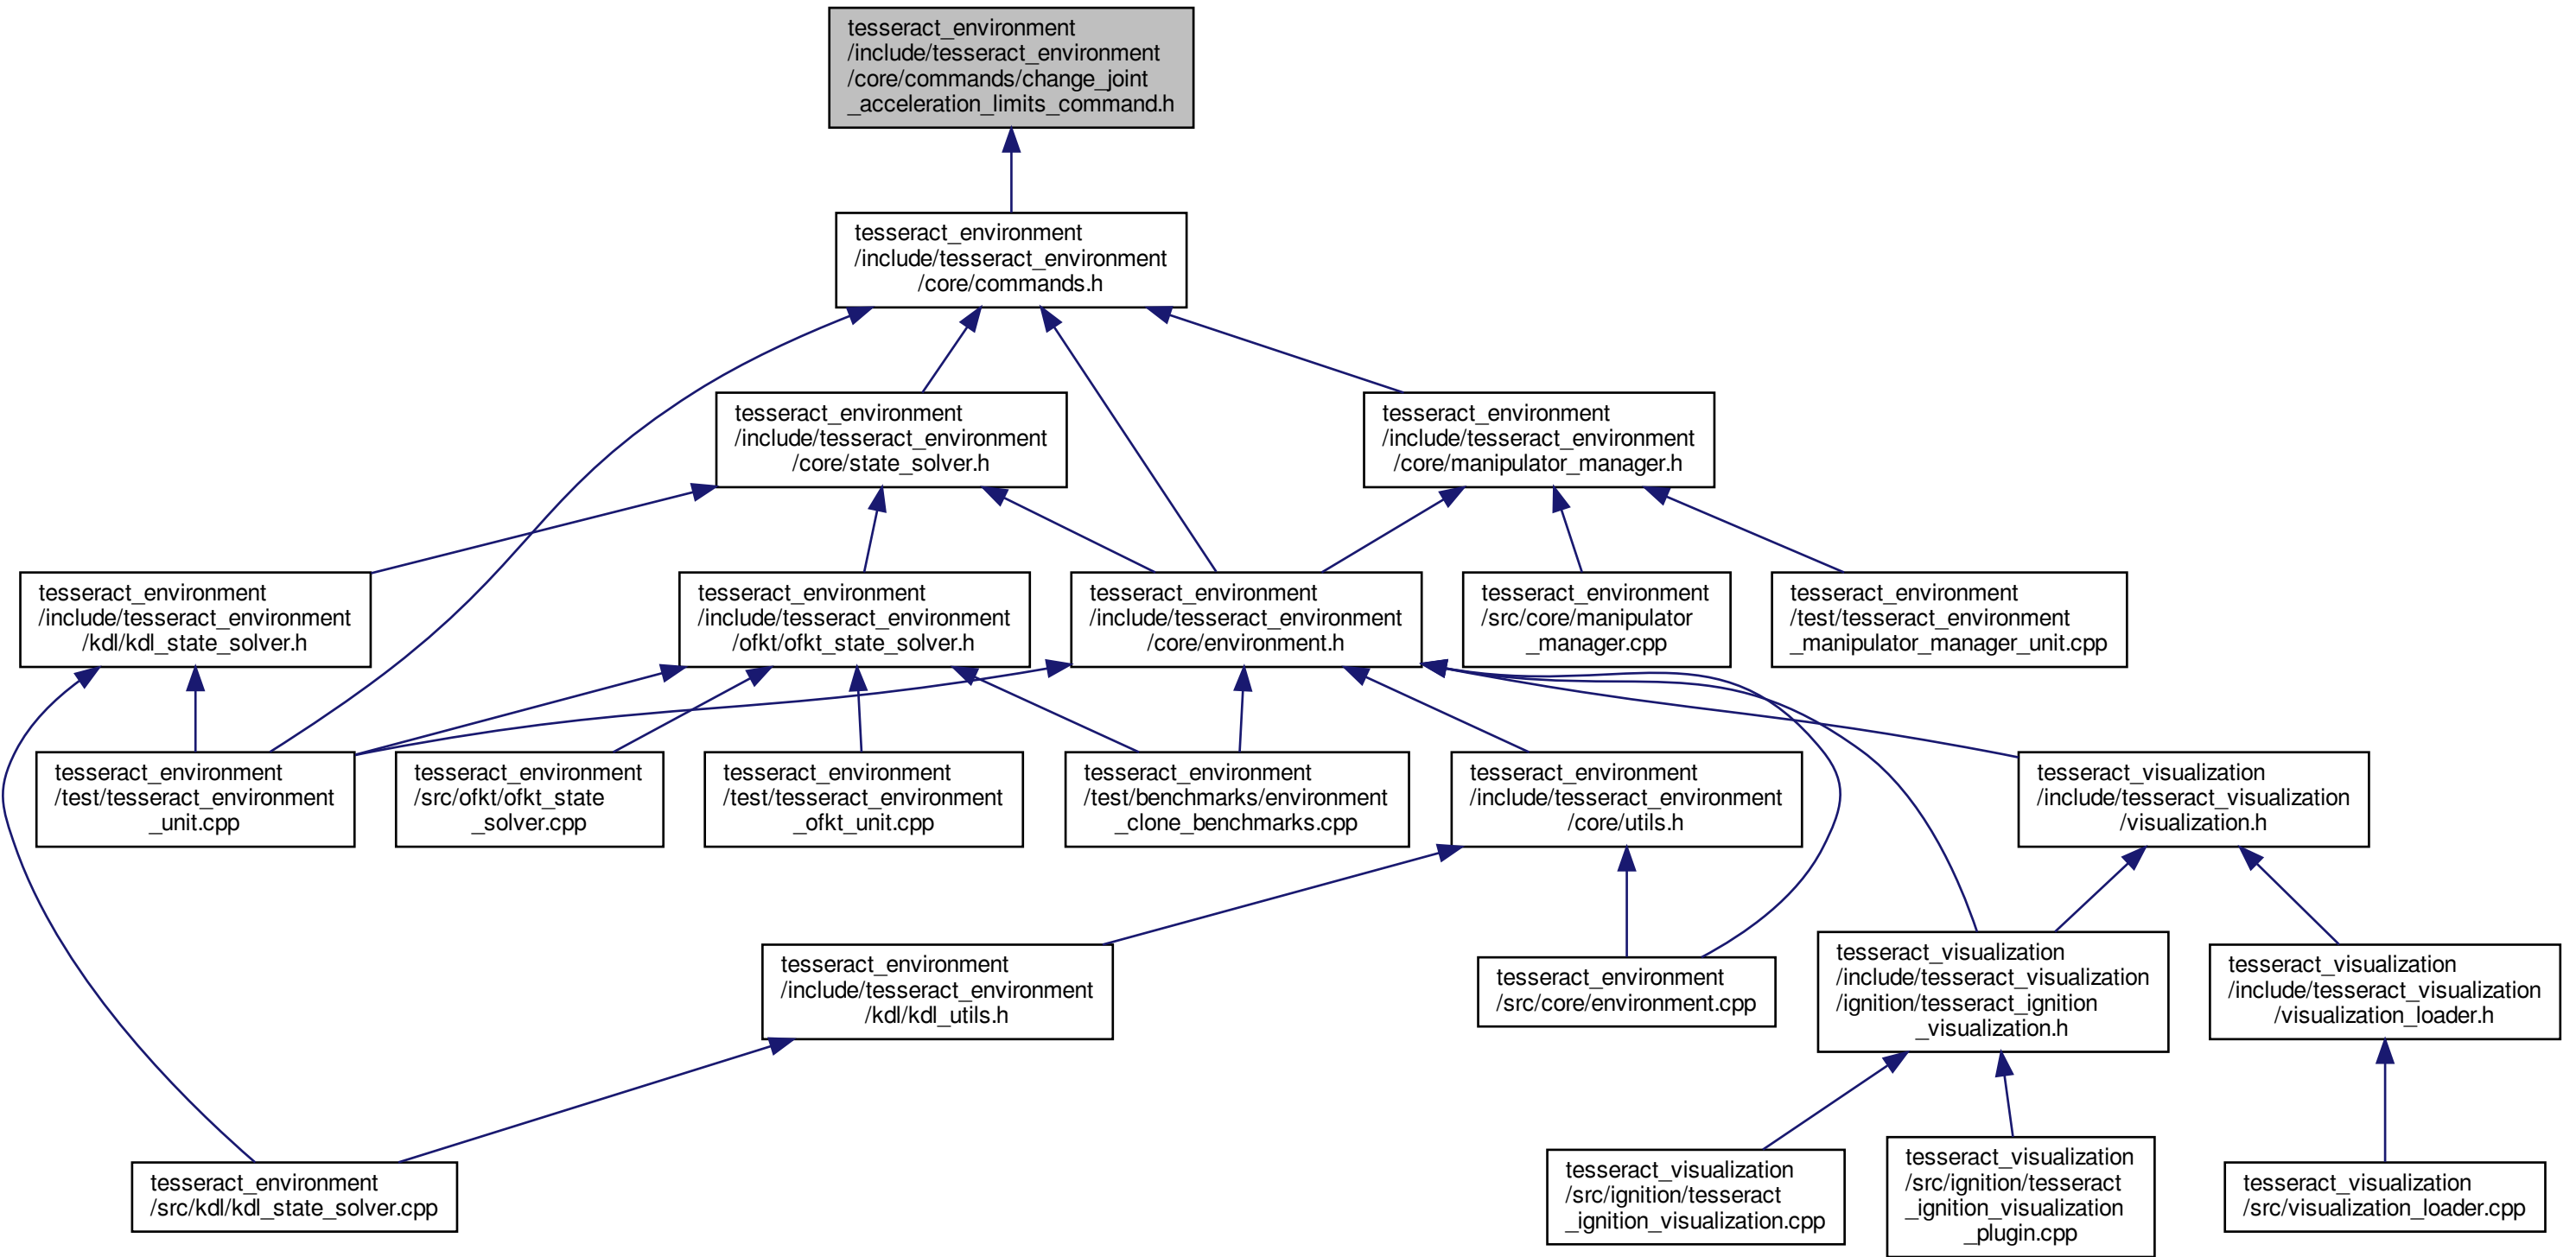 tesseract_environment
/include/tesseract_environment
/core/commands/change_joint
_acceleration_limits_command.h
tesseract_environment
/include/tesseract_environment
/core/commands.h
tesseract_environment
/include/tesseract_environment
/core/state_solver.h
tesseract_environment
/include/tesseract_environment
/core/manipulator_manager.h
tesseract_environment
/include/tesseract_environment
/kdl/kdl_state_solver.h
tesseract_environment
/include/tesseract_environment
/ofkt/ofkt_state_solver.h
tesseract_environment
/include/tesseract_environment
/core/environment.h
tesseract_environment
/src/core/manipulator
_manager.cpp
tesseract_environment
/test/tesseract_environment
_manipulator_manager_unit.cpp
tesseract_environment
/test/tesseract_environment
_unit.cpp
tesseract_environment
/src/ofkt/ofkt_state
_solver.cpp
tesseract_environment
/test/tesseract_environment
_ofkt_unit.cpp
tesseract_environment
/test/benchmarks/environment
_clone_benchmarks.cpp
tesseract_environment
/include/tesseract_environment
/core/utils.h
tesseract_visualization
/include/tesseract_visualization
/visualization.h
tesseract_environment
/include/tesseract_environment
/kdl/kdl_utils.h
tesseract_environment
/src/core/environment.cpp
tesseract_visualization
/include/tesseract_visualization
/ignition/tesseract_ignition
_visualization.h
tesseract_visualization
/include/tesseract_visualization
/visualization_loader.h
tesseract_environment
/src/kdl/kdl_state_solver.cpp
tesseract_visualization
/src/ignition/tesseract
_ignition_visualization.cpp
tesseract_visualization
/src/ignition/tesseract
_ignition_visualization
_plugin.cpp
tesseract_visualization
/src/visualization_loader.cpp